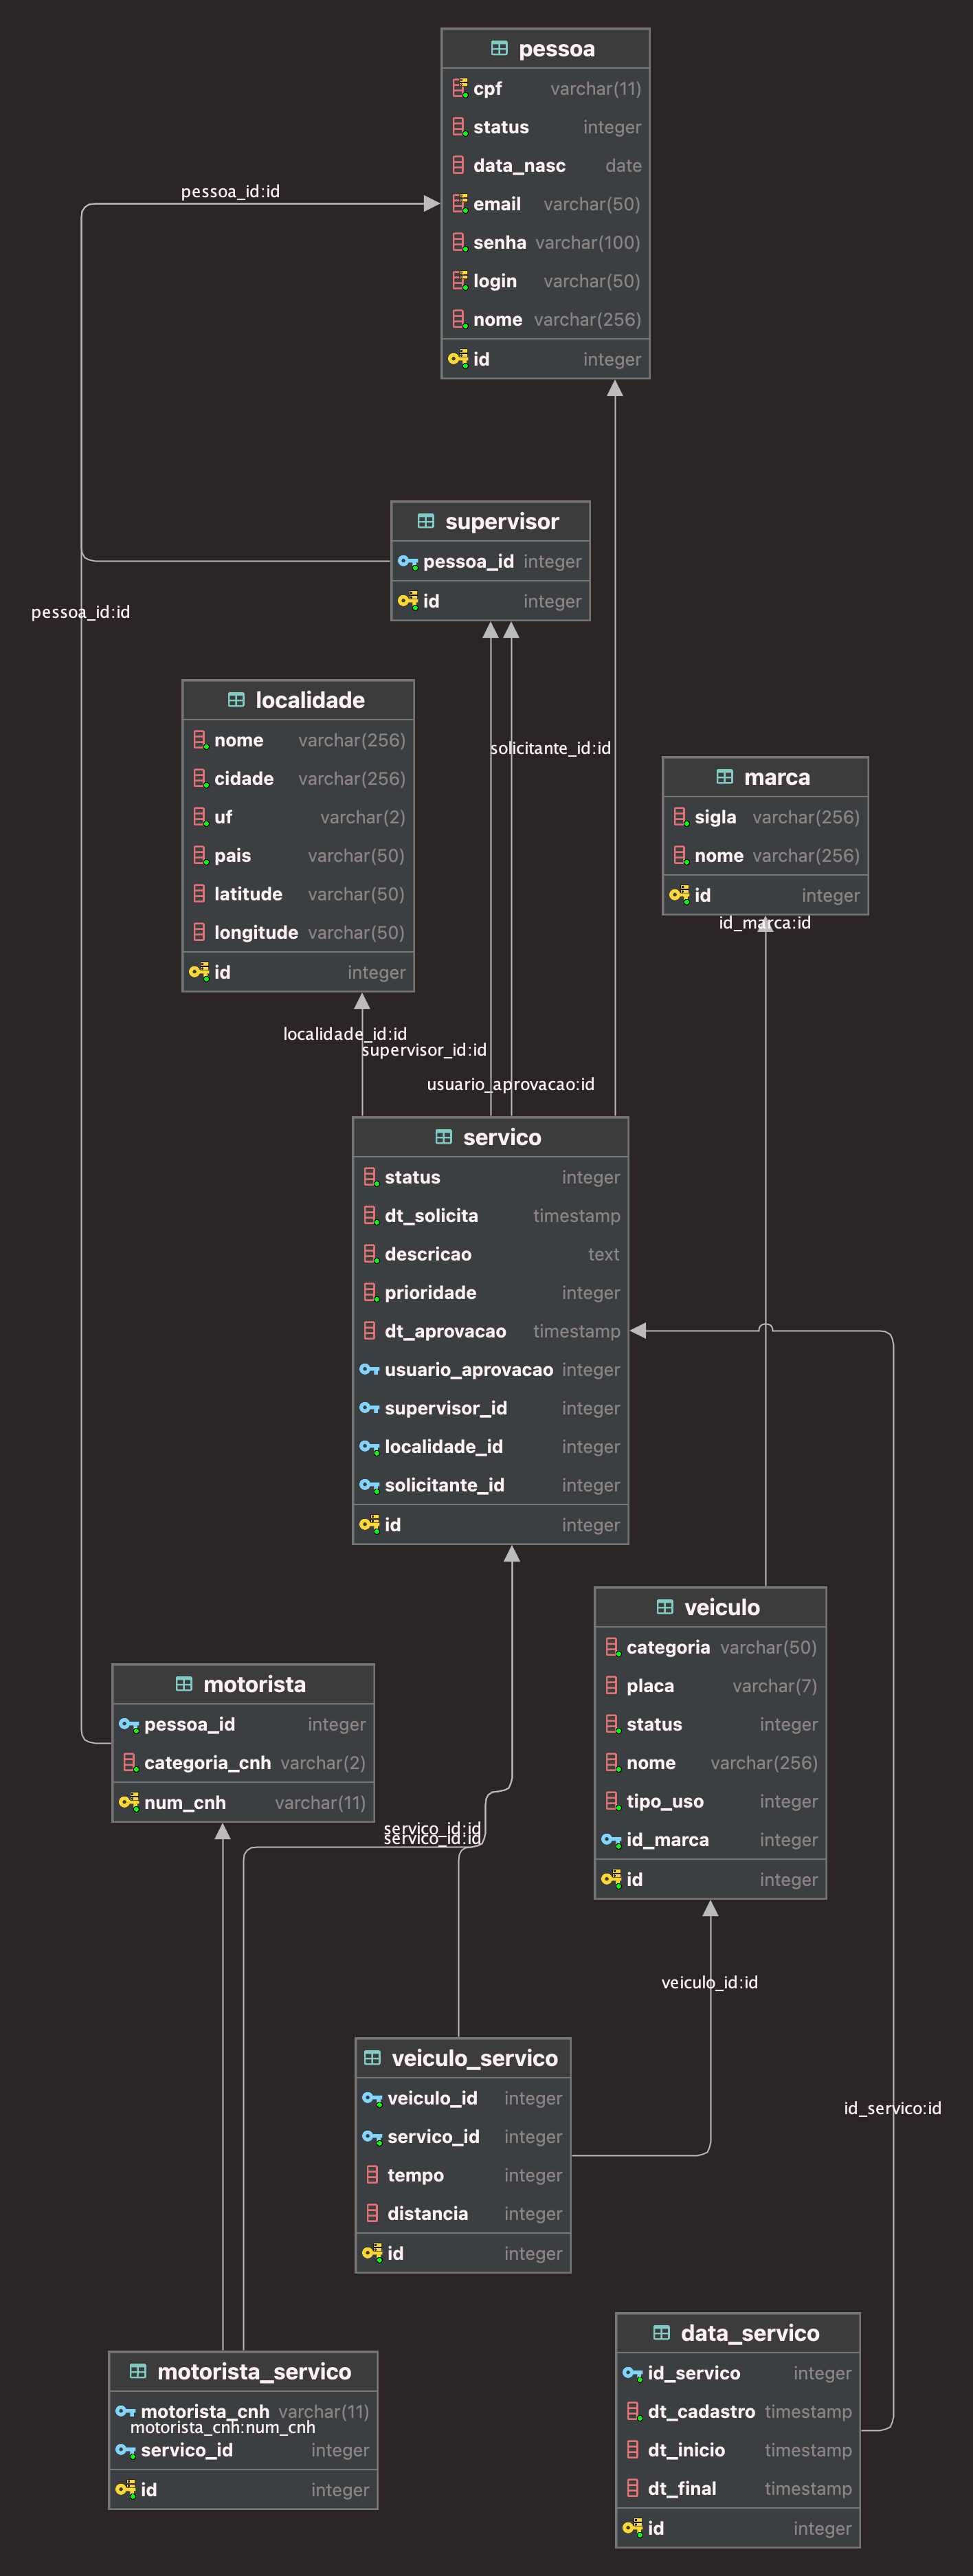 pessoa
cpf varchar(11)
status integer
data_nasc date
pessoa_id:id
email varchar(50)
senha varchar(100)
login varchar(50)
nome varchar(256)
id integer
supervisor
pessoa_id integer
id integer
pessoa_id:id
localidade
nome varchar(256)
cidade varchar(256)
uf varchar(2)
pais varchar(50)
latitude varchar(50)
longitude varchar(50)
id integer
solicitante_id:id
marca
sigla varchar(256)
nome varchar(256)
id integer
id_marca:id
localidade_id:id
supervisor_id:id
usuario_aprovacao:id
servico
status integer
dt_solicita timestamp
descricao text
prioridade integer
dt_aprovacao timestamp
usuario_aprovacao integer
supervisor_id integer
localidade_id integer
solicitante_id integer
id integer
veiculo
categoria varchar(50)
placa varchar(7)
status integer
nome varchar(256)
tipo_uso integer
id_marca integer
id integer
motorista
pessoa_id integer
categoria_cnh varchar(2)
num_cnh varchar(11)
servico_id:id
servico_id:id
veiculo_id:id
veiculo_servico
veiculo_id integer
servico_id integer
tempo integer
distancia integer
id integer
id_servico:id
motorista_servico
motorista_cnh varchar(11)
motorista_cnh:num_cnh
servico_id integer
id integer
data_servico
id_servico integer
dt_cadastro timestamp
dt_inicio timestamp
dt_final timestamp
id integer